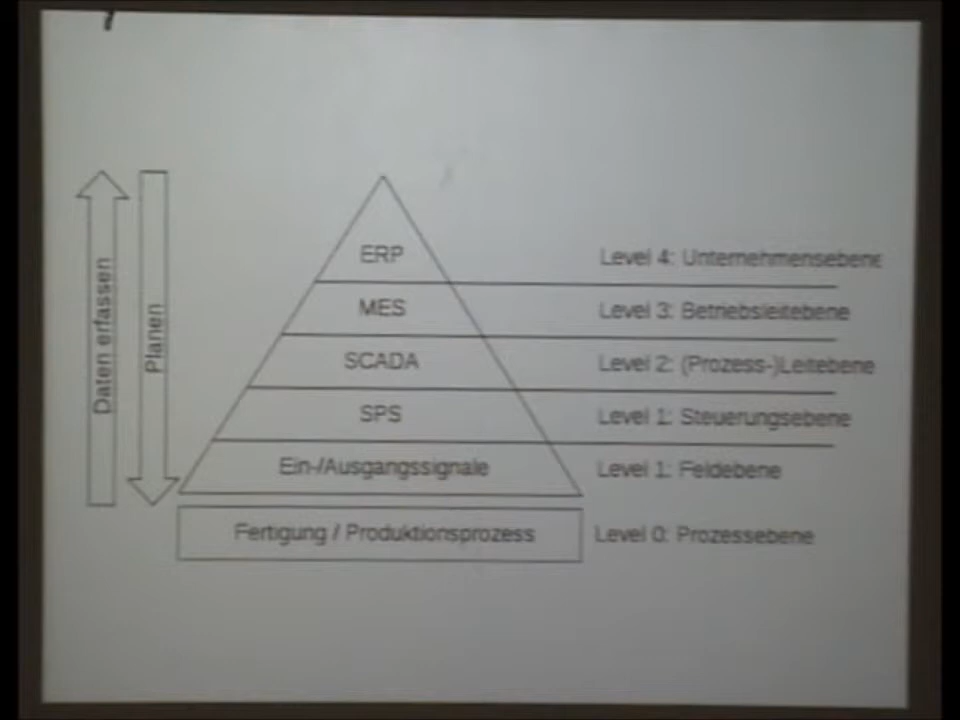 Daten erfassen
Planen
ERP
Level 4: Unternehmensebene
MES
Level 3: Betriebsleitebene
SCADA
Level 2: (Prozess-)Leitebene
SPS
Level 1: Steuerungsebene
Ein-/Ausgangssignale
Level 1: Feldebene
Fertigung / Produktionsprozess
Level 0: Prozessebene